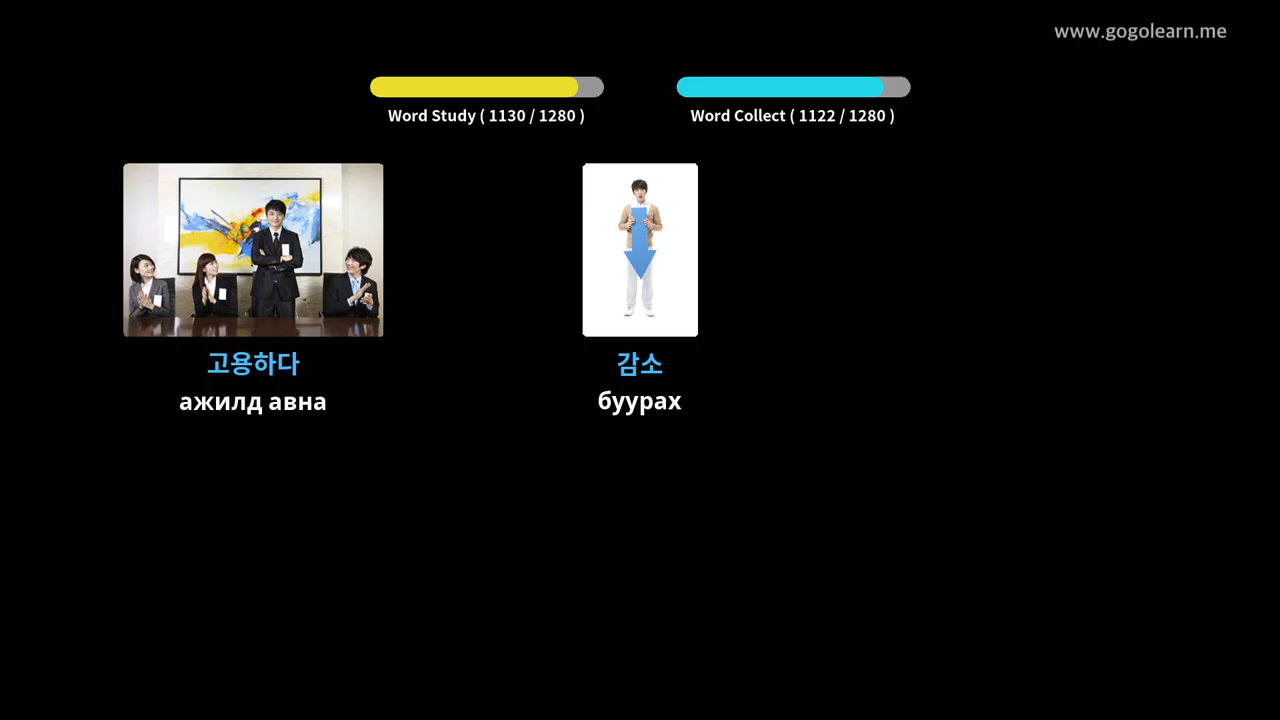 www.gogolearn.me
Word Study ( 1130 / 1280 )
Word Collect ( 1122 / 1280 )
고용하다
ажилд авна
감소
буурах